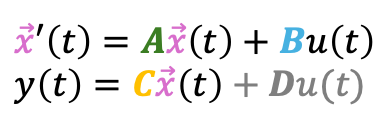 x⃗′(t) = Ax⃗(t) + Bu(t)
y(t) = Cx⃗(t) + Du(t)